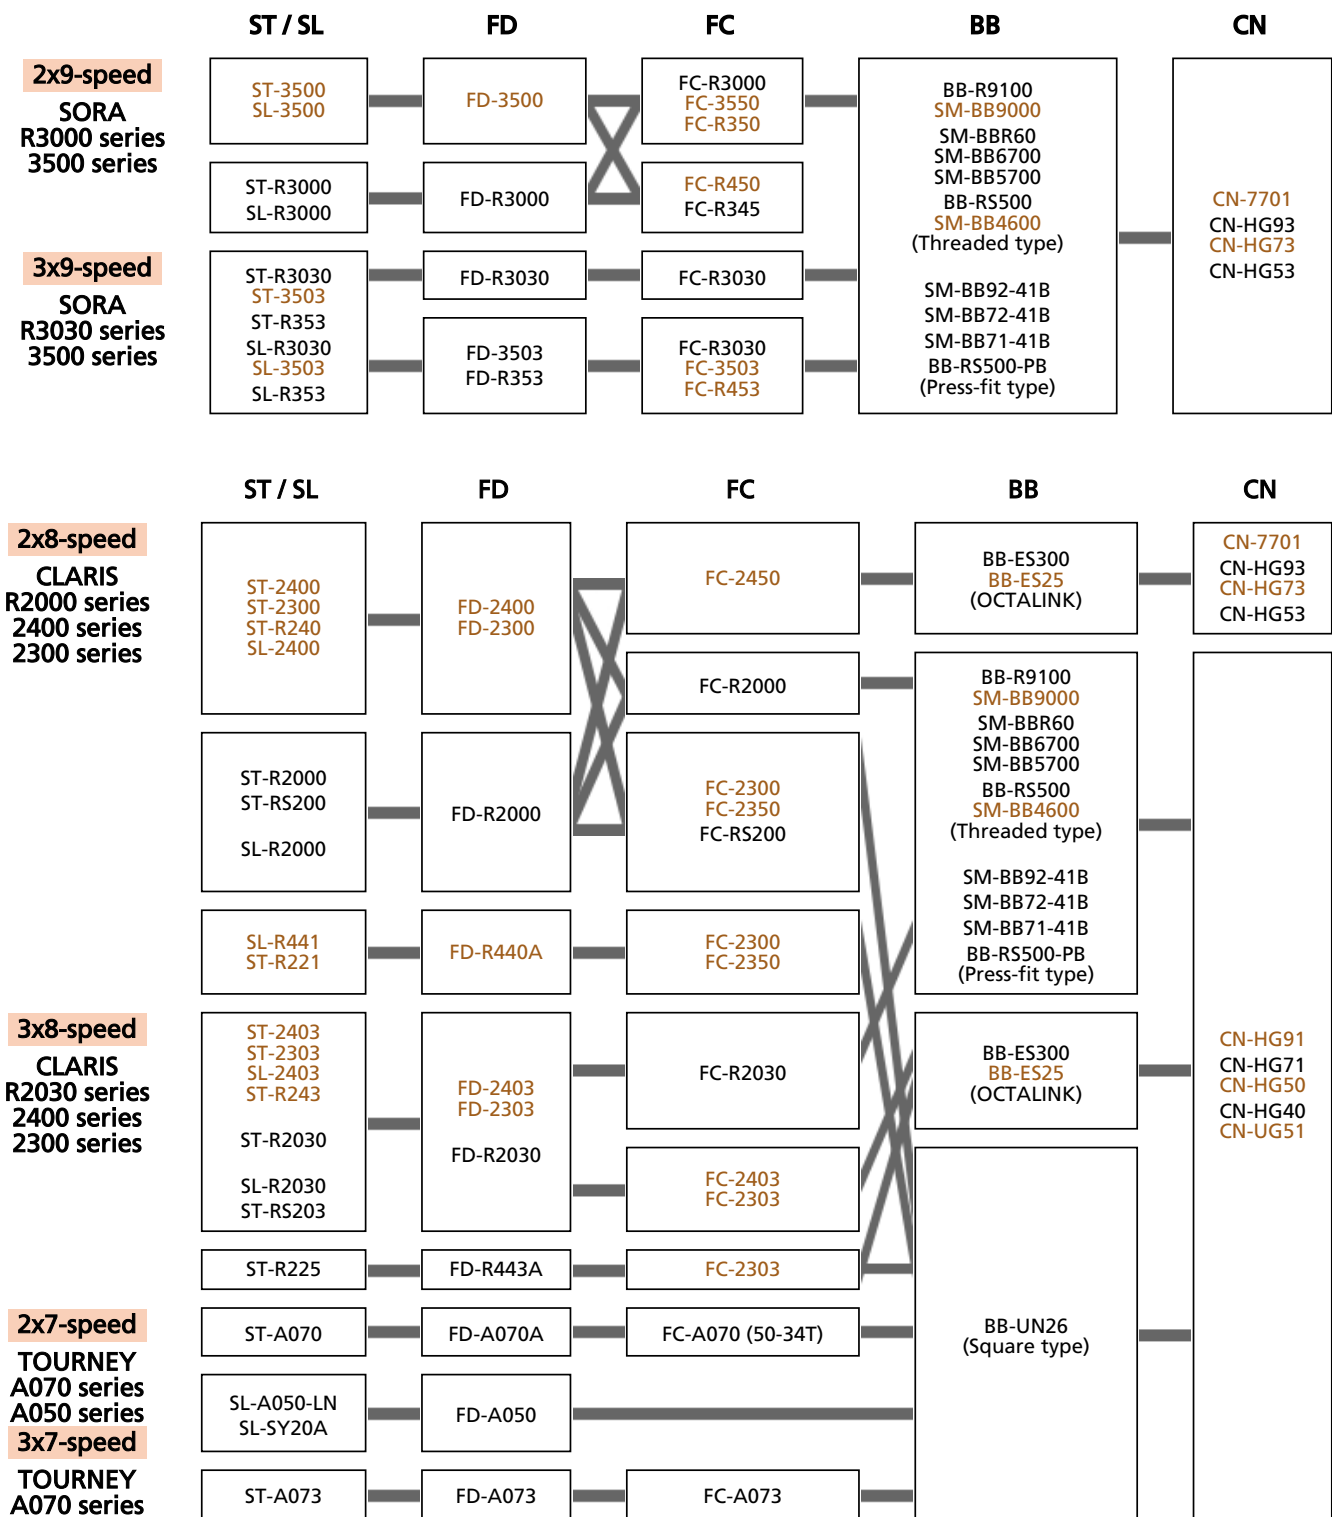 ST / SL
FD
FC
BB
CN
2x9-speed
SORA
R3000 series
3500 series
ST-3500
SL-3500
FD-3500
FC-R3000
FC-3550
FC-R350
ST-R3000
SL-R3000
FD-R3000
FC-R450
FC-R345
3x9-speed
SORA
R3030 series
3500 series
ST-R3030
ST-3503
ST-R353
SL-R3030
SL-3503
SL-R353
FD-R3030
FC-R3030
FD-3503
FD-R353
FC-R3030
FC-3503
FC-R453
BB-R9100
SM-BB9000
SM-BBR60
SM-BB6700
SM-BB5700
BB-RS500
SM-BB4600
(Threaded type)
SM-BB92-41B
SM-BB72-41B
SM-BB71-41B
BB-RS500-PB
(Press-fit type)
CN-7701
CN-HG93
CN-HG73
CN-HG53
ST / SL
FD
FC
BB
CN
2x8-speed
CLARIS
R2000 series
2400 series
2300 series
ST-2400
ST-2300
ST-R240
SL-2400
FD-2400
FD-2300
FC-2450
BB-ES300
BB-ES25
(OCTALINK)
CN-7701
CN-HG93
CN-HG73
CN-HG53
FC-R2000
ST-R2000
ST-RS200
SL-R2000
FD-R2000
FC-2300
FC-2350
FC-RS200
BB-R9100
SM-BB9000
SM-BBR60
SM-BB6700
SM-BB5700
BB-RS500
SM-BB4600
(Threaded type)
SM-BB92-41B
SM-BB72-41B
SM-BB71-41B
BB-RS500-PB
(Press-fit type)
SL-R441
ST-R221
FD-R440A
FC-2300
FC-2350
3x8-speed
CLARIS
R2030 series
2400 series
2300 series
ST-2403
ST-2303
SL-2403
ST-R243
ST-R2030
SL-R2030
ST-RS203
FD-2403
FD-2303
FD-R2030
FC-R2030
FC-2403
FC-2303
BB-ES300
BB-ES25
(OCTALINK)
CN-HG91
CN-HG71
CN-HG50
CN-HG40
CN-UG51
ST-R225
FD-R443A
FC-2303
2x7-speed
TOURNEY
A070 series
A050 series
ST-A070
FD-A070A
FC-A070 (50-34T)
BB-UN26
(Square type)
SL-A050-LN
SL-SY20A
FD-A050
3x7-speed
TOURNEY
A070 series
ST-A073
FD-A073
FC-A073